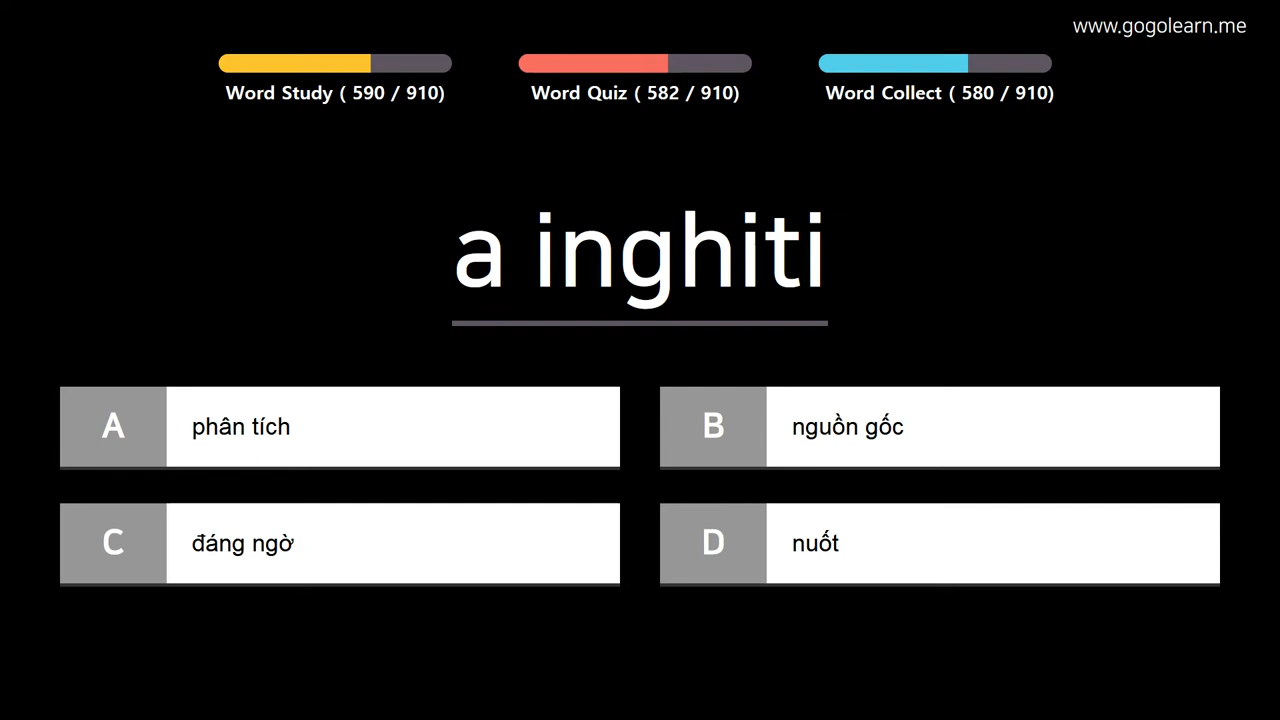 www.gogolearn.me
Word Study ( 590 / 910)
Word Quiz ( 582 / 910)
Word Collect ( 580 / 910)
a inghiti
A phân tích
B nguồn gốc
C đáng ngờ
D nuốt